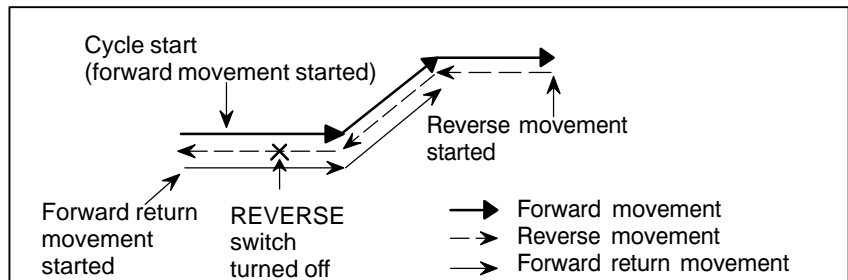 Cycle start
(forward movement started)
Reverse movement
started
Forward return
movement
started
REVERSE
switch
turned off
Forward movement
Reverse movement
Forward return movement